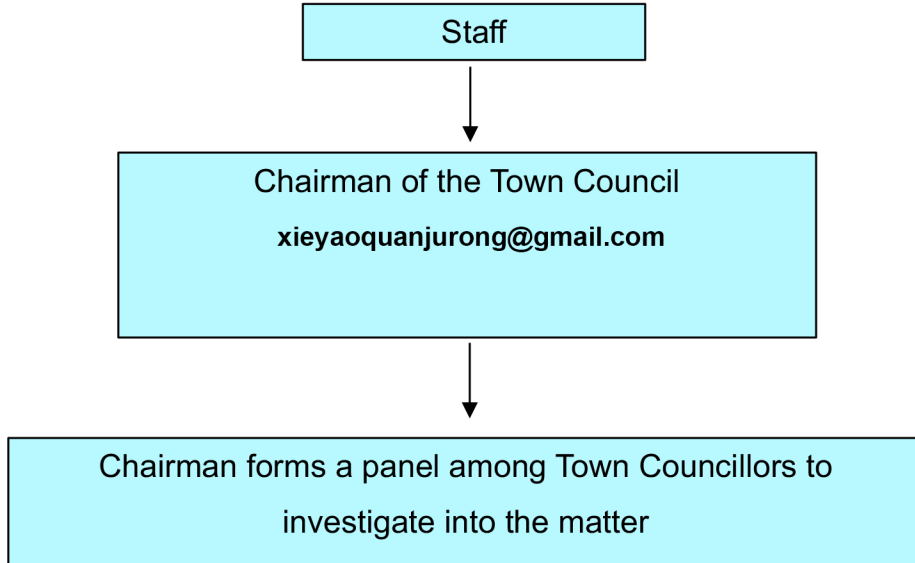 Staff
Chairman of the Town Council
xieyaoquanjurong@gmail.com
Chairman forms a panel among Town Councillors to
investigate into the matter